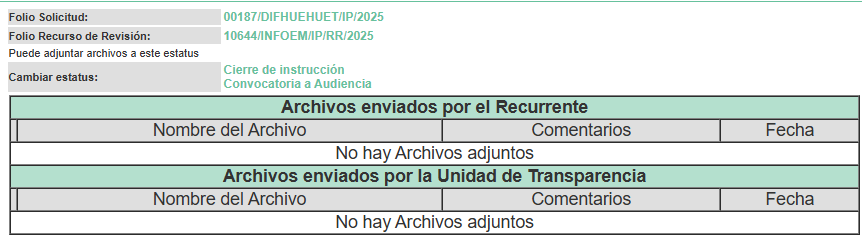 Folio Solicitud: 00187/DIFHUEHUET/IP/2025
Folio Recurso de Revisión: 10644/INFOEM/IP/RR/2025
Puede adjuntar archivos a este estatus
Cambiar estatus: Cierre de instrucción
Convocatoria a Audiencia
Archivos enviados por el Recurrente
Nombre del Archivo Comentarios Fecha
No hay Archivos adjuntos
Archivos enviados por la Unidad de Transparencia
Nombre del Archivo Comentarios Fecha
No hay Archivos adjuntos